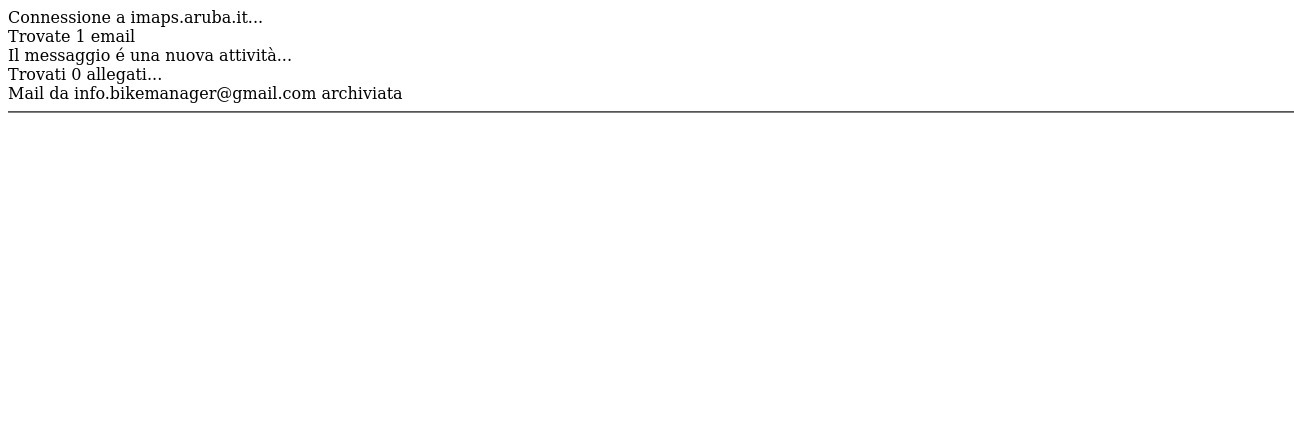 Connessione a imaps.aruba.it...
Trovate 1 email
Il messaggio é una nuova attività...
Trovati 0 allegati...
Mail da info.bikemanager@gmail.com archiviata